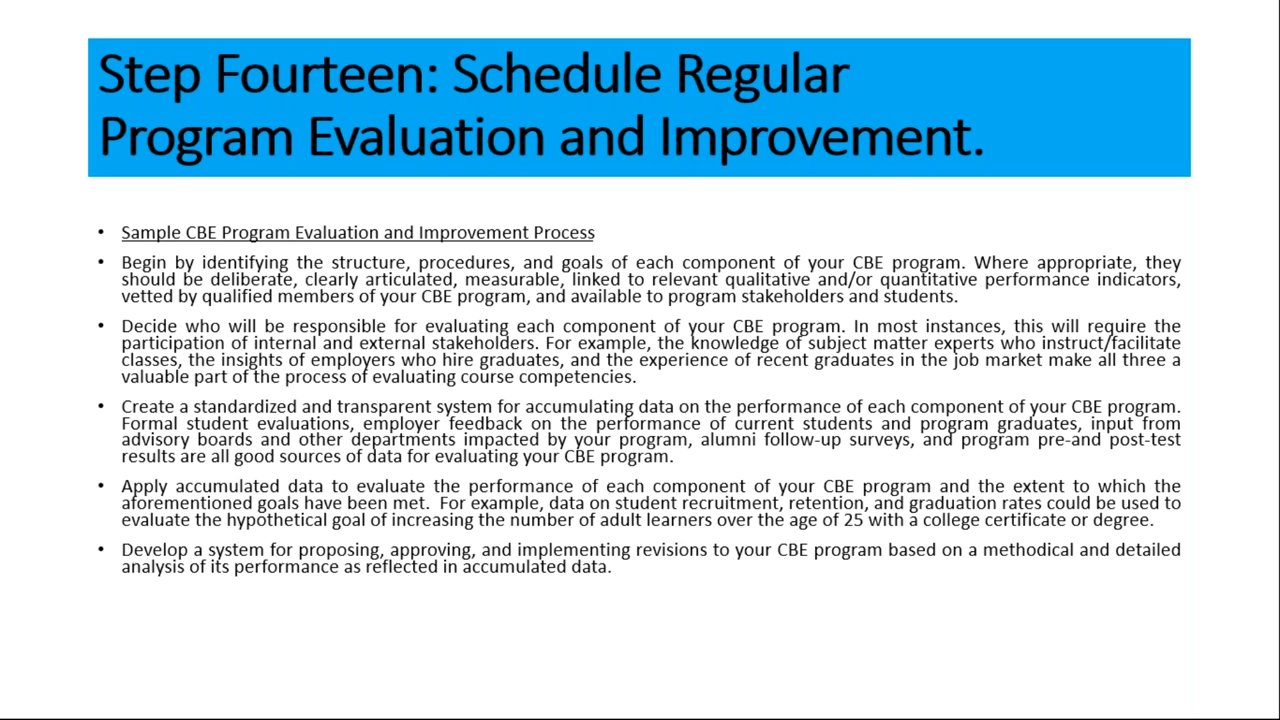 Step Fourteen: Schedule Regular
Program Evaluation and Improvement.
• Sample CBE Program Evaluation and Improvement Process
• Begin by identifying the structure, procedures, and goals of each component of your CBE program. Where appropriate, they
should be deliberate, clearly articulated, measurable, linked to relevant qualitative and/or quantitative performance indicators,
vetted by qualified members of your CBE program, and available to program stakeholders and students.
• Decide who will be responsible for evaluating each component of your CBE program. In most instances, this will require the
participation of internal and external stakeholders. For example, the knowledge of subject matter experts who instruct/facilitate
classes, the insights of employers who hire graduates, and the experience of recent graduates in the job market make all three a
valuable part of the process of evaluating course competencies.
• Create a standardized and transparent system for accumulating data on the performance of each component of your CBE program.
Formal student evaluations, employer feedback on the performance of current students and program graduates, input from
advisory boards and other departments impacted by your program, alumni follow-up surveys, and program pre-and post-test
results are all good sources of data for evaluating your CBE program.
• Apply accumulated data to evaluate the performance of each component of your CBE program and the extent to which the
aforementioned goals have been met. For example, data on student recruitment, retention, and graduation rates could be used to
evaluate the hypothetical goal of increasing the number of adult learners over the age of 25 with a college certificate or degree.
• Develop a system for proposing, approving, and implementing revisions to your CBE program based on a methodical and detailed
analysis of its performance as reflected in accumulated data.